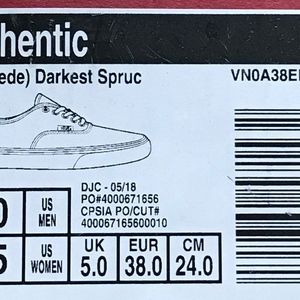 hentic
ede) Darkest Spruc
VN0A38E
US MEN
DJC - 05/18
PO#4000671656
CPSIA PO/CUT#
400067165600010
US WOMEN
UK 5.0
EUR 38.0
CM 24.0